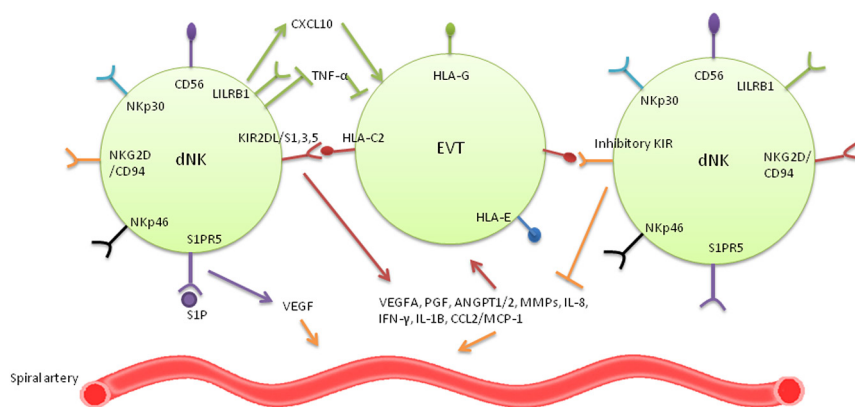 CXCL10
TNF-α
CD56
LILRB1
NKp30
KIR2DL/S1,3,5
NKG2D
/CD94
dNK
NKp46
S1PR5
S1P
VEGF
HLA-G
HLA-C2
EVT
HLA-E
CD56
LILRB1
NKp30
Inhibitory KIR
NKG2D/
CD94
dNK
NKp46
S1PR5
VEGFA, PGF, ANGPT1/2, MMPs, IL-8,
IFN-γ, IL-1B, CCL2/MCP-1
Spiral artery